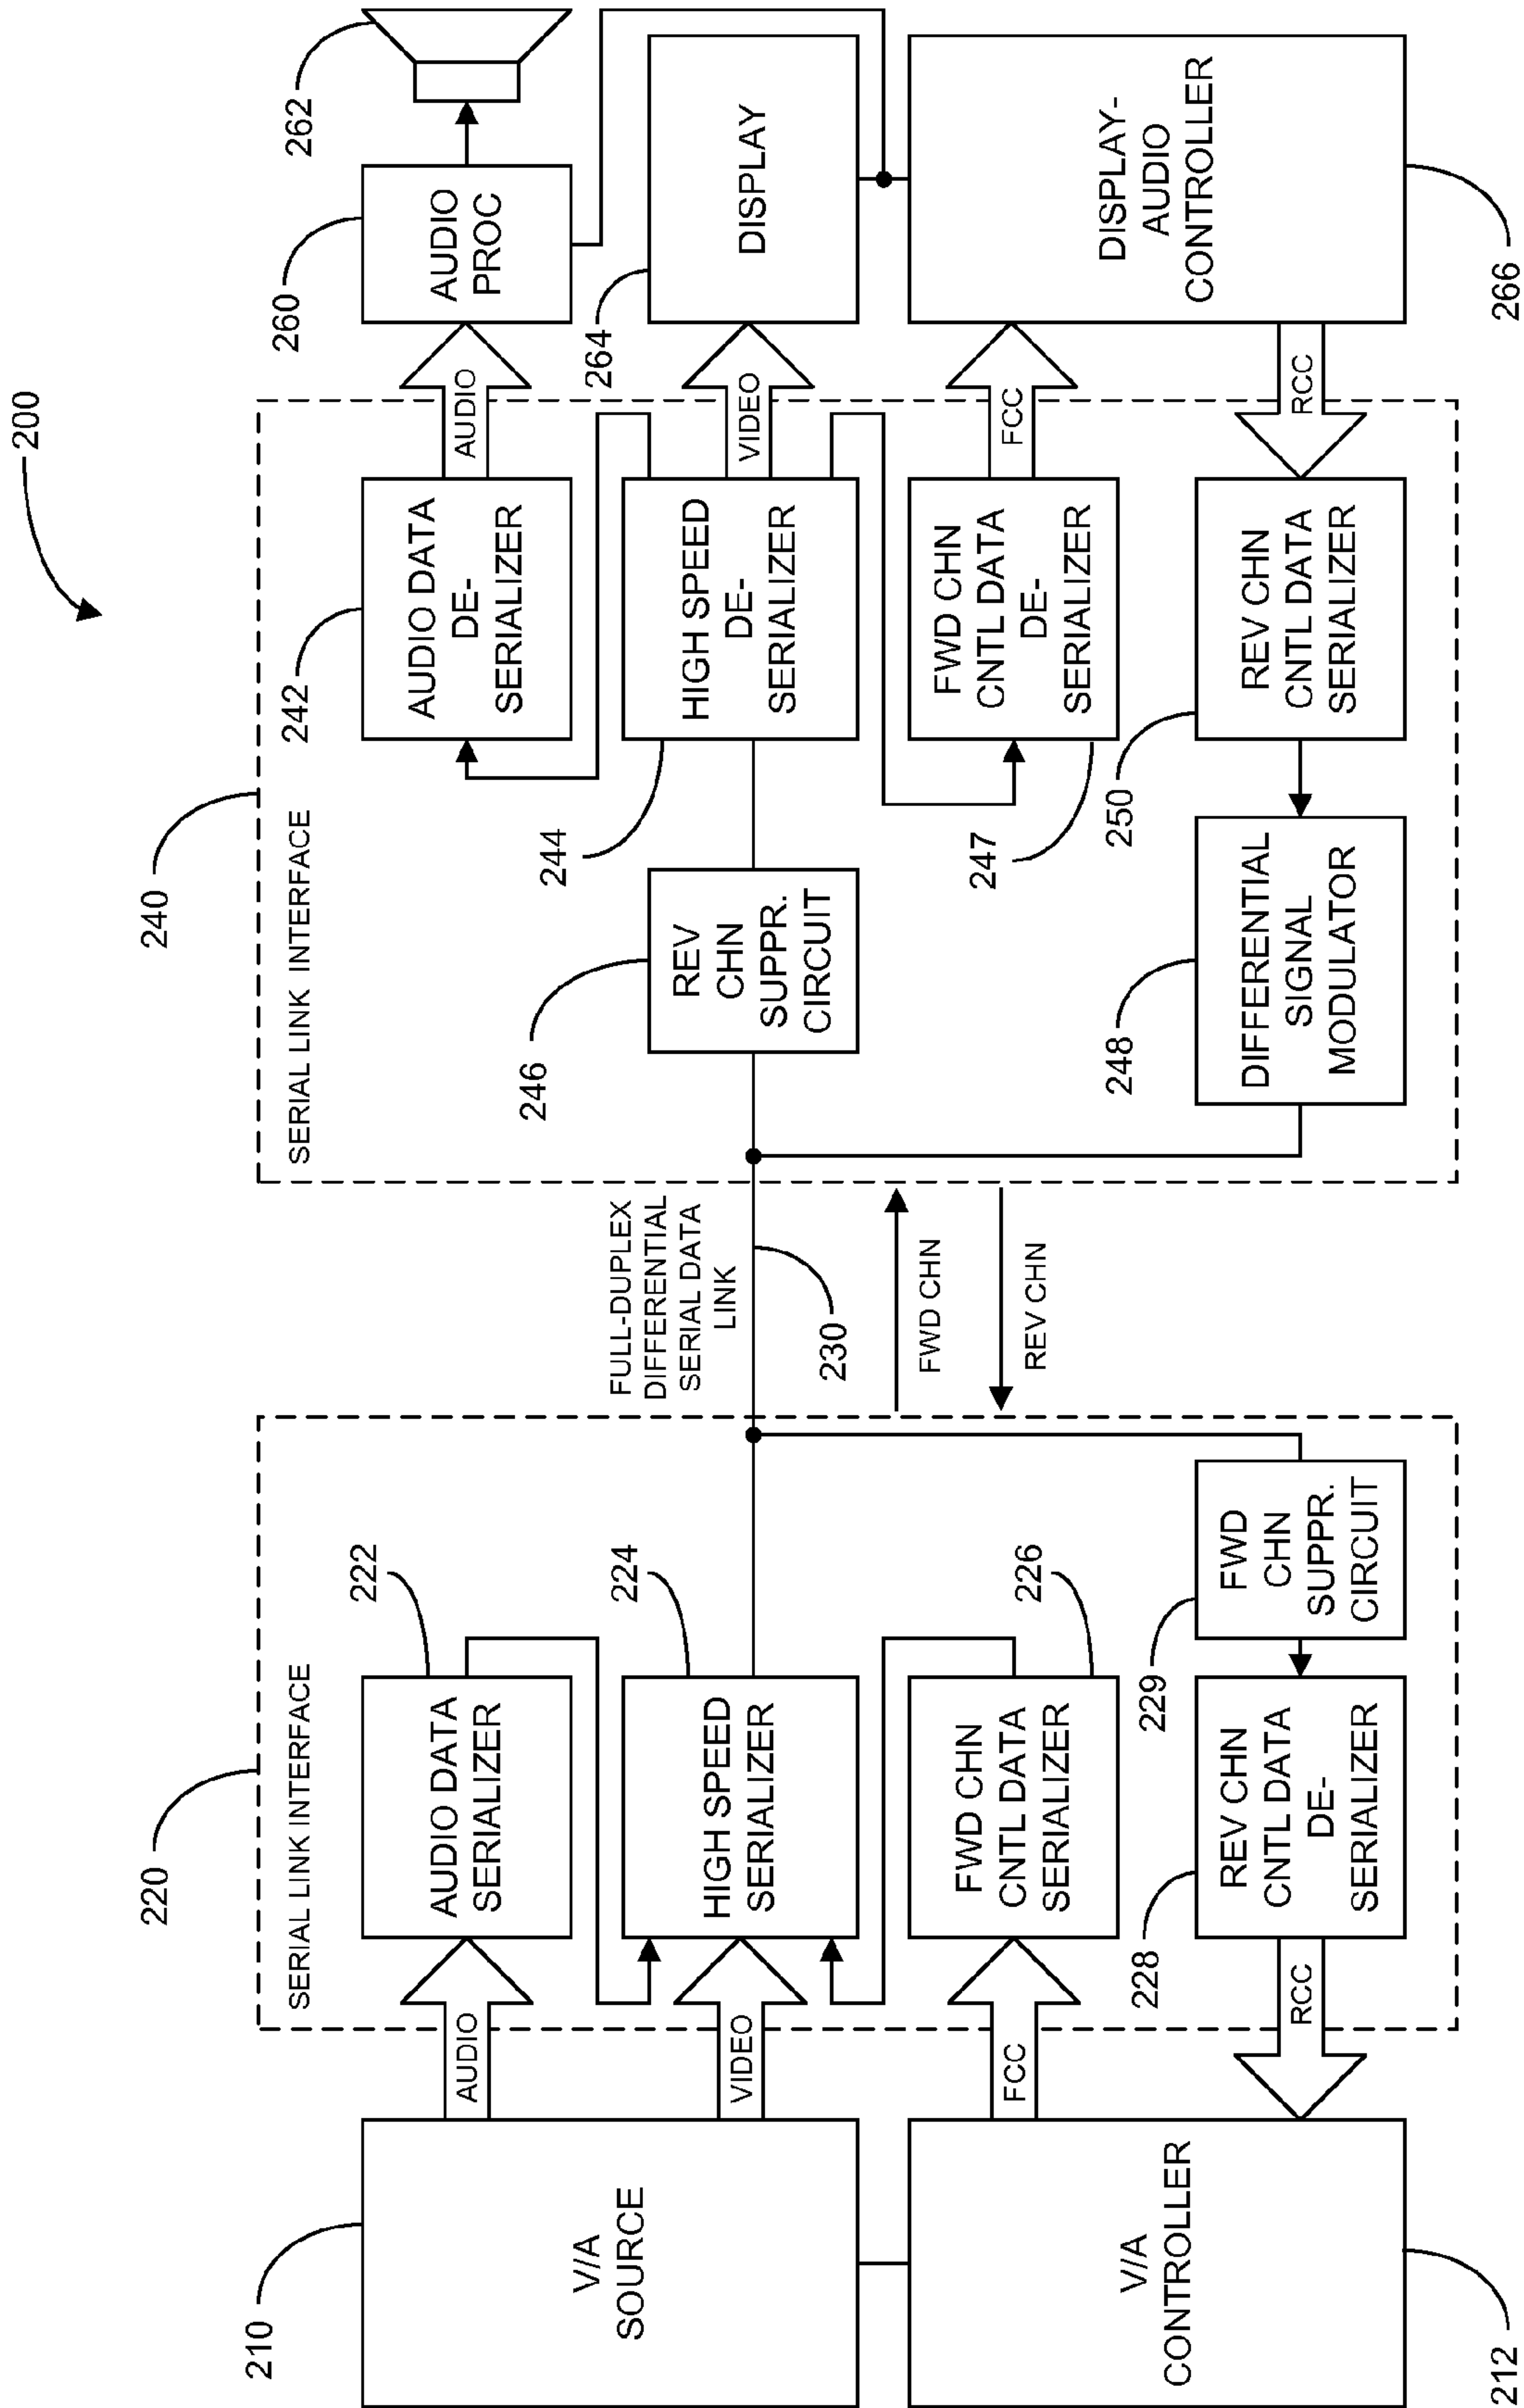 200
220
SERIAL LINK INTERFACE
240
SERIAL LINK INTERFACE
210
V/A
SOURCE
212
V/A
CONTROLLER
AUDIO
VIDEO
FCC
RCC
222
AUDIO DATA
SERIALIZER
224
HIGH SPEED
SERIALIZER
226
FWD CHN
CNTL DATA
SERIALIZER
228
REV CHN
CNTL DATA
DE-
SERIALIZER
229
FWD
CHN
SUPPR.
CIRCUIT
FULL-DUPLEX
DIFFERENTIAL
SERIAL DATA
LINK
230
FWD CHN
REV CHN
246
REV
CHN
SUPPR.
CIRCUIT
248
DIFFERENTIAL
SIGNAL
MODULATOR
242
AUDIO DATA
DE-
SERIALIZER
244
HIGH SPEED
DE-
SERIALIZER
247
FWD CHN
CNTL DATA
DE-
SERIALIZER
250
REV CHN
CNTL DATA
SERIALIZER
AUDIO
VIDEO
FCC
RCC
260
AUDIO
PROC
262
264
DISPLAY
DISPLAY-
AUDIO
CONTROLLER
266